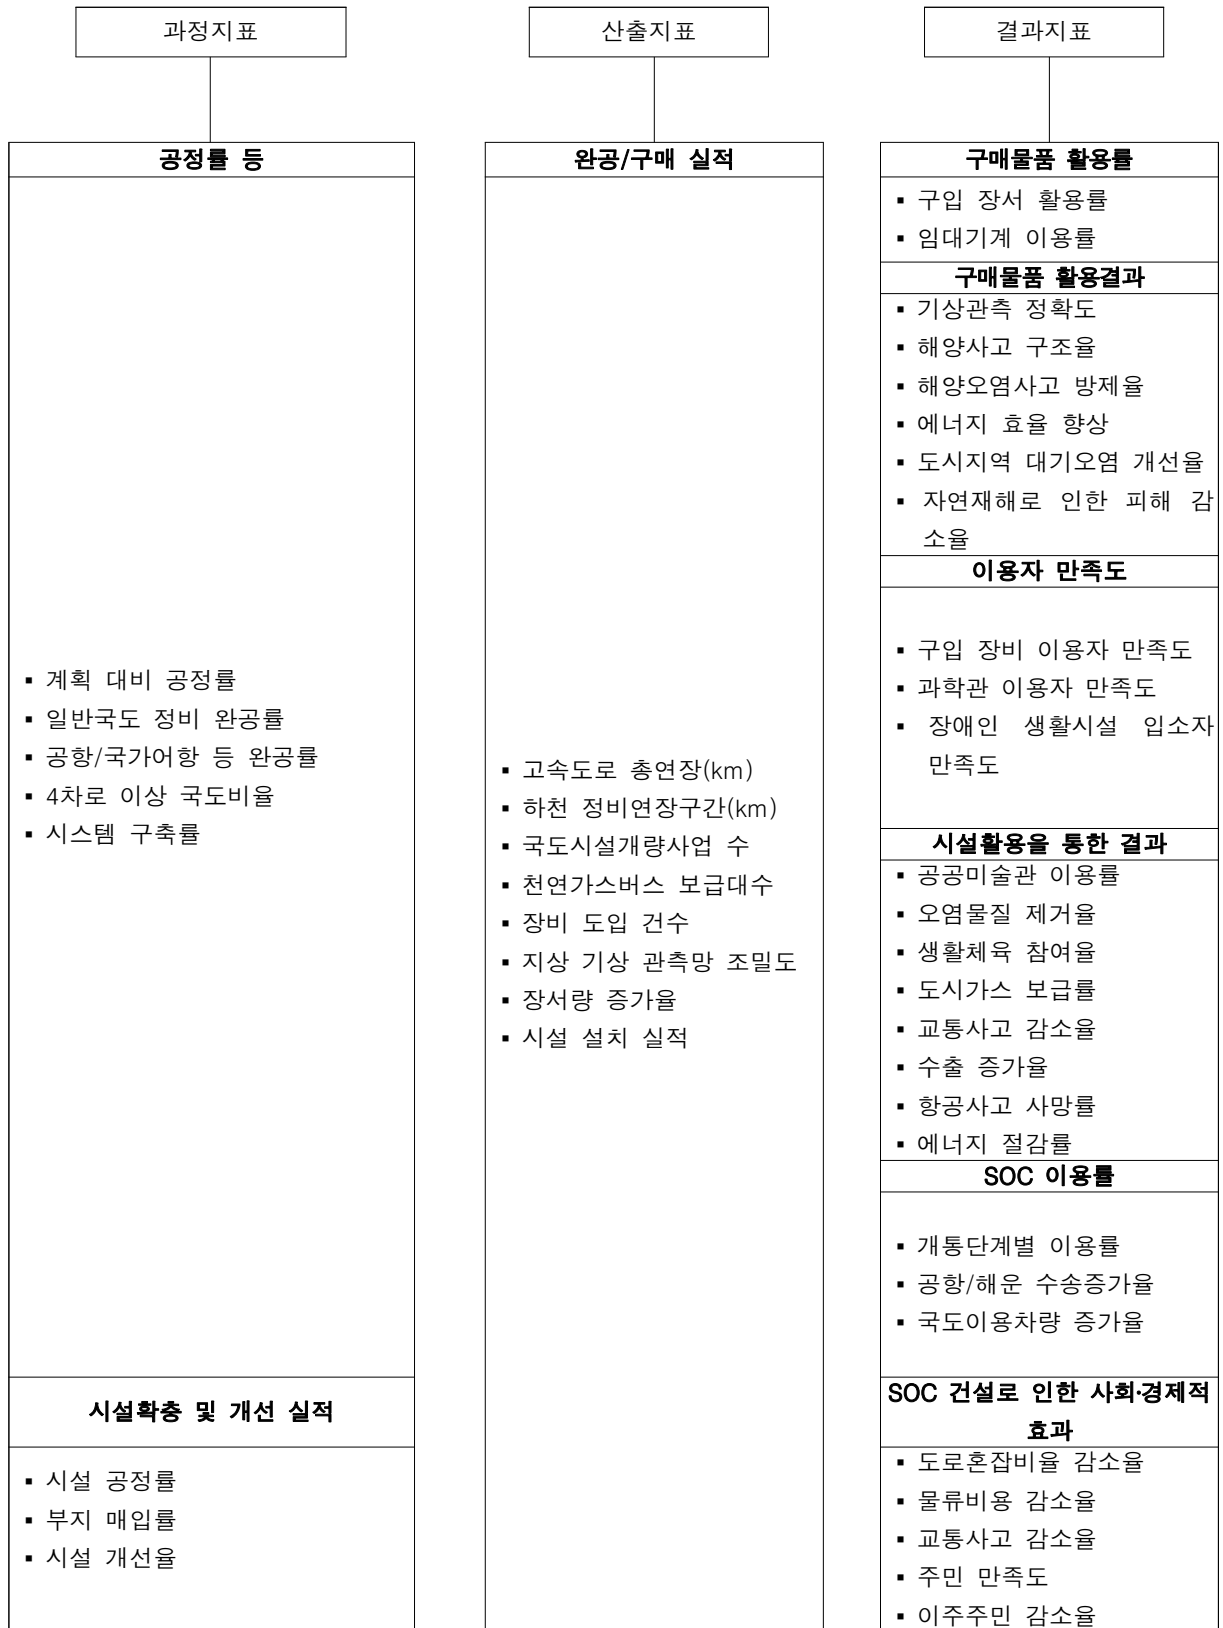 과정지표
공정률 등
▪ 계획 대비 공정률
▪ 일반국도 정비 완공률
▪ 공항/국가어항 등 완공률
▪ 4차로 이상 국도비율
▪ 시스템 구축률
시설확충 및 개선 실적
▪ 시설 공정률
▪ 부지 매입률
▪ 시설 개선율
산출지표
완공/구매 실적
▪ 고속도로 총연장(km)
▪ 하천 정비연장구간(km)
▪ 국도시설개량사업 수
▪ 천연가스버스 보급대수
▪ 장비 도입 건수
▪ 지상 기상 관측망 조밀도
▪ 장서량 증가율
▪ 시설 설치 실적
결과지표
구매물품 활용률
▪ 구입 장서 활용률
▪ 임대기계 이용률
구매물품 활용결과
▪ 기상관측 정확도
▪ 해양사고 구조율
▪ 해양오염사고 방제율
▪ 에너지 효율 향상
▪ 도시지역 대기오염 개선율
▪ 자연재해로 인한 피해 감
소율
이용자 만족도
▪ 구입 장비 이용자 만족도
▪ 과학관 이용자 만족도
▪ 장애인 생활시설 입소자
만족도
시설활용을 통한 결과
▪ 공공미술관 이용률
▪ 오염물질 제거율
▪ 생활체육 참여율
▪ 도시가스 보급률
▪ 교통사고 감소율
▪ 수출 증가율
▪ 항공사고 사망률
▪ 에너지 절감률
SOC 이용률
▪ 개통단계별 이용률
▪ 공항/해운 수송증가율
▪ 국도이용차량 증가율
SOC 건설로 인한 사회·경제적
효과
▪ 도로혼잡비율 감소율
▪ 물류비용 감소율
▪ 교통사고 감소율
▪ 주민 만족도
▪ 이주주민 감소율